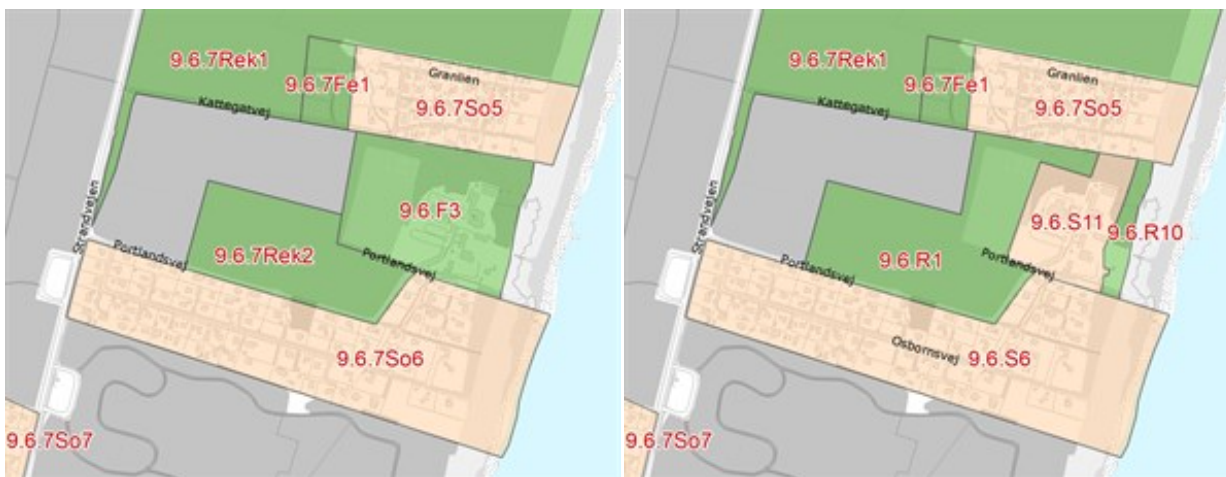 9.6.7Rek1
Granlien
9.6.7Fe1
9.6.7So5
Kattegatvej
9.6.F3
Strandvejen
Portlandsvej
9.6.7Rek2
Portlandsvej
9.6.7So6
9.6.7So7
9.6.7Rek1
Granlien
9.6.7Fe1
9.6.7So5
Kattegatvej
9.6.S11
9.6.R10
Strandvejen
Portlandsvej
9.6.R1
Portlandsvej
Osbornsvej
9.6.S6
9.6.7So7